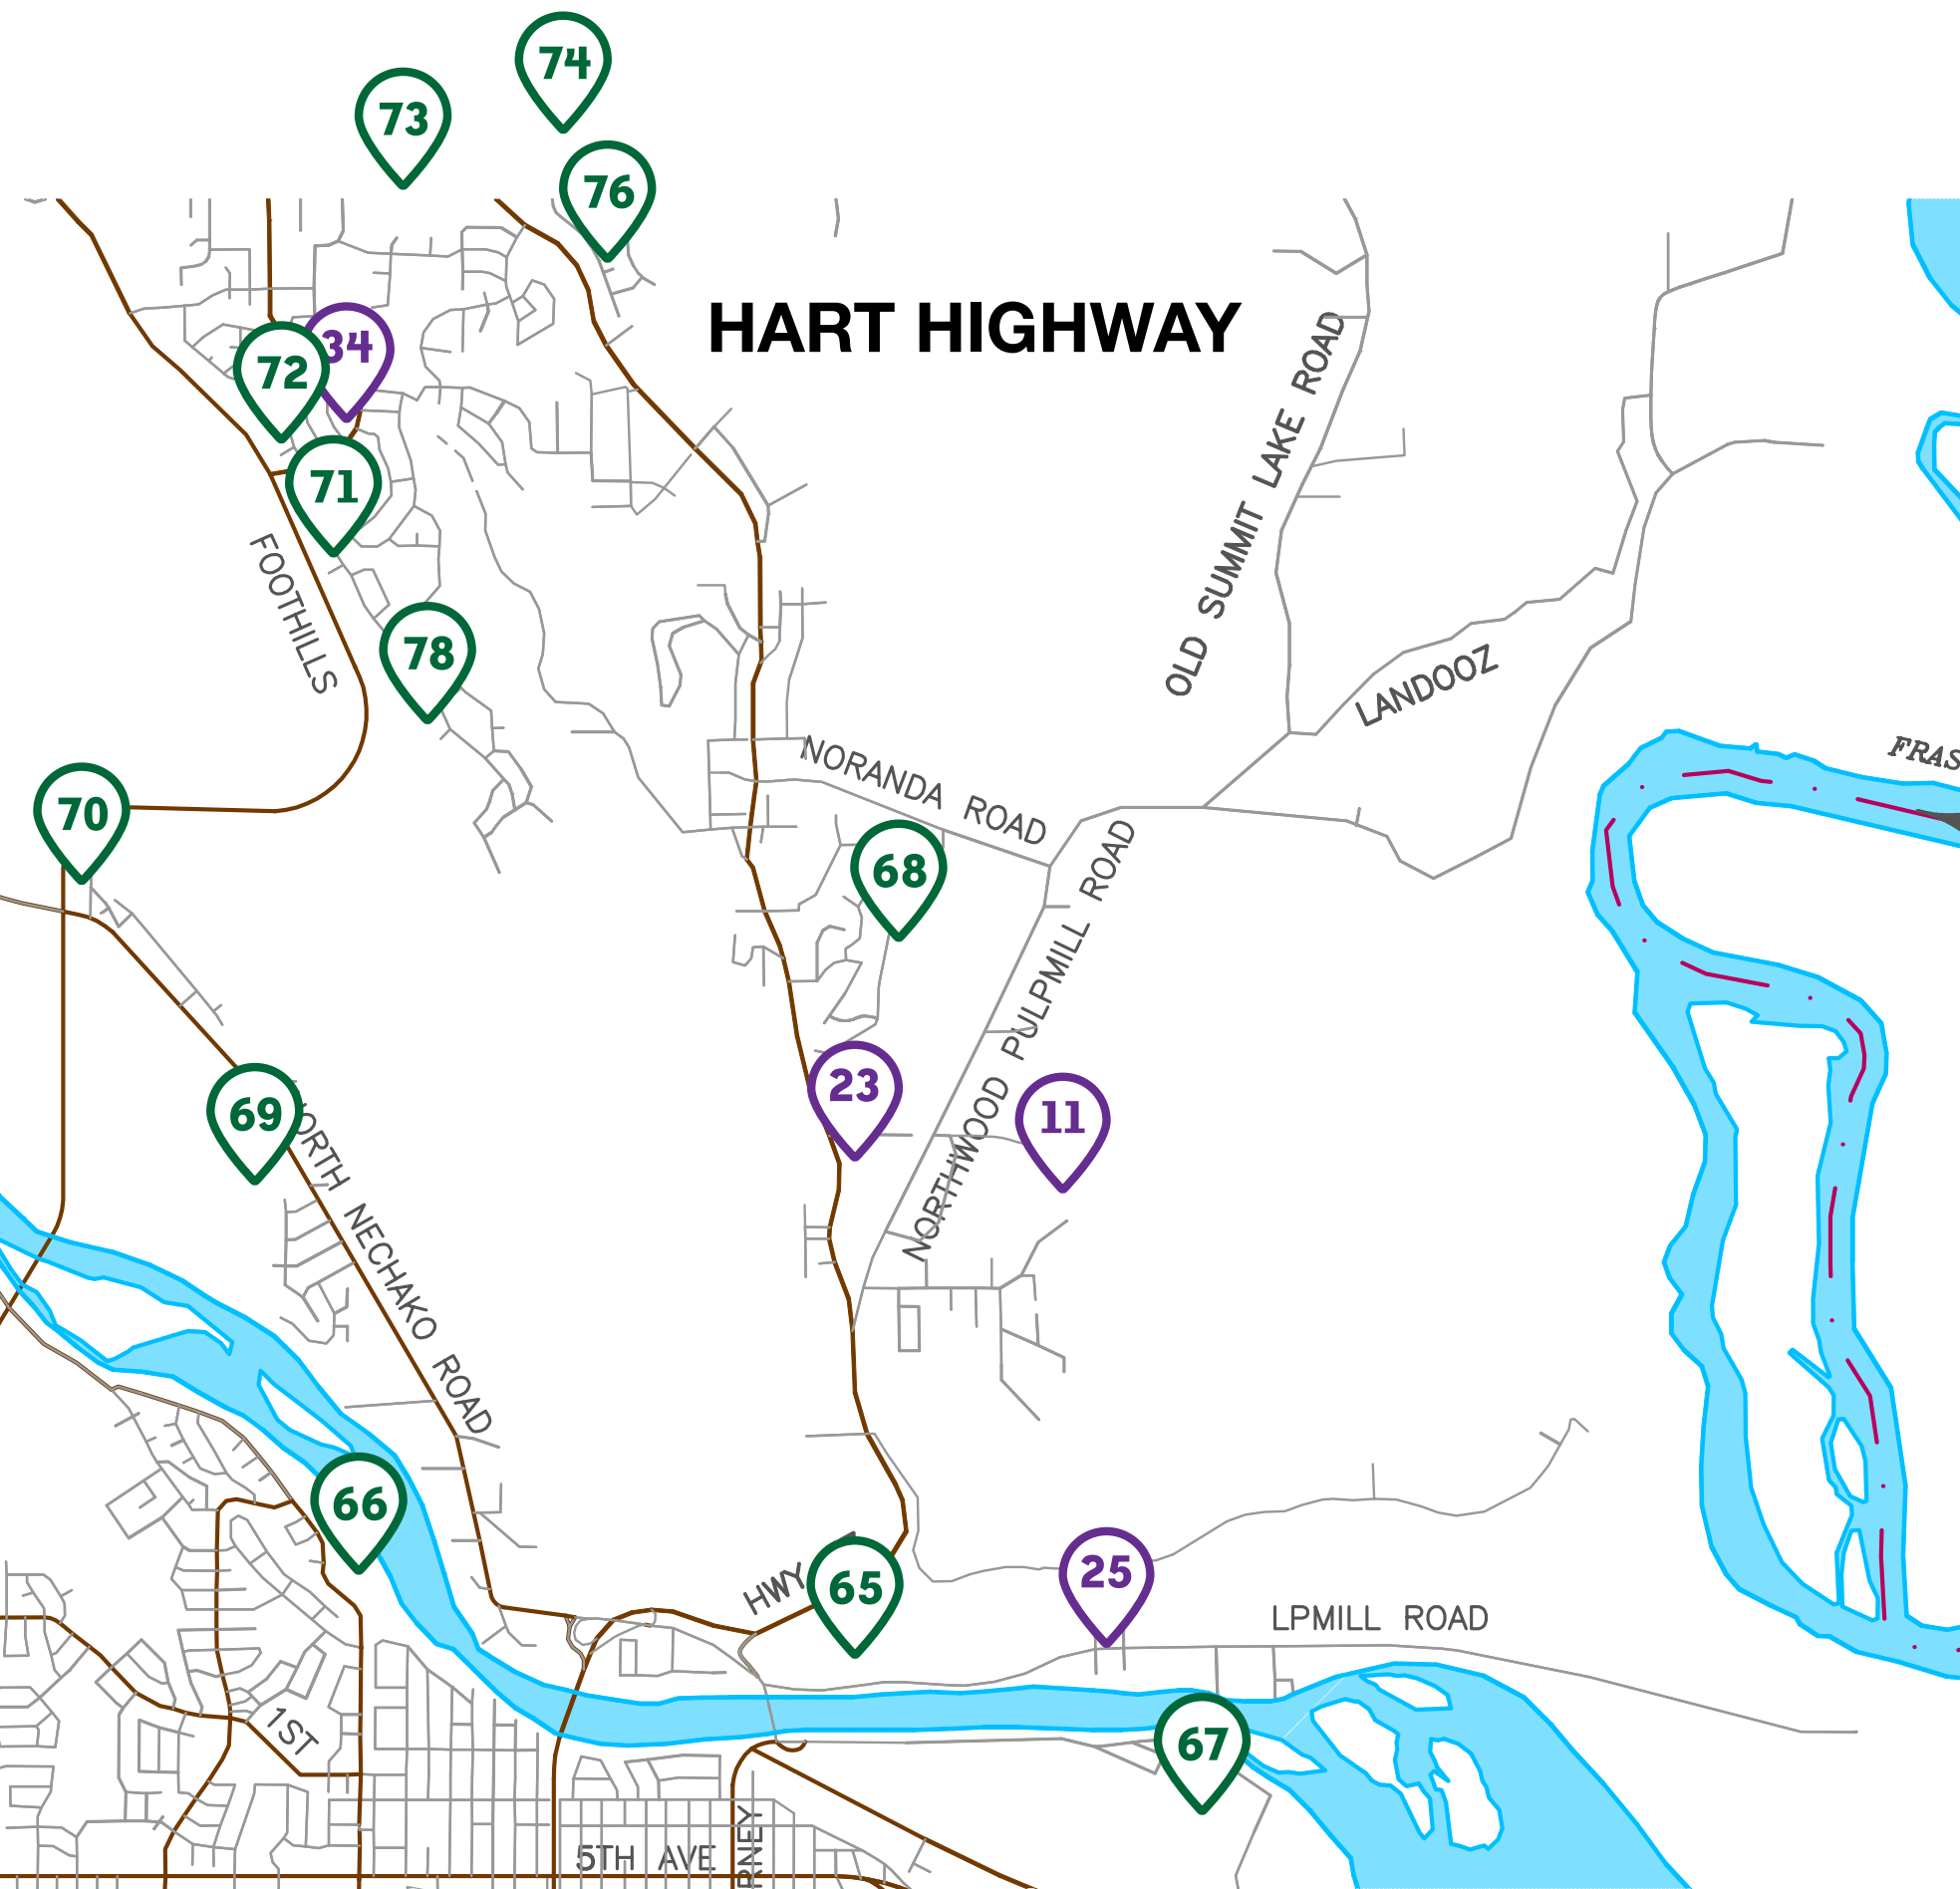 74
73
76
HART HIGHWAY
34
72
71
OLD SUMMIT LAKE ROAD
FOOTHILLS
78
LANDOOZ
FRAS
NORANDA ROAD
70
68
NORTHWOOD PULPMILL ROAD
23
11
69
ORTH NECHAKO ROAD
66
HWY
65
25
LPMILL ROAD
1ST
67
5TH AVE
RNEY